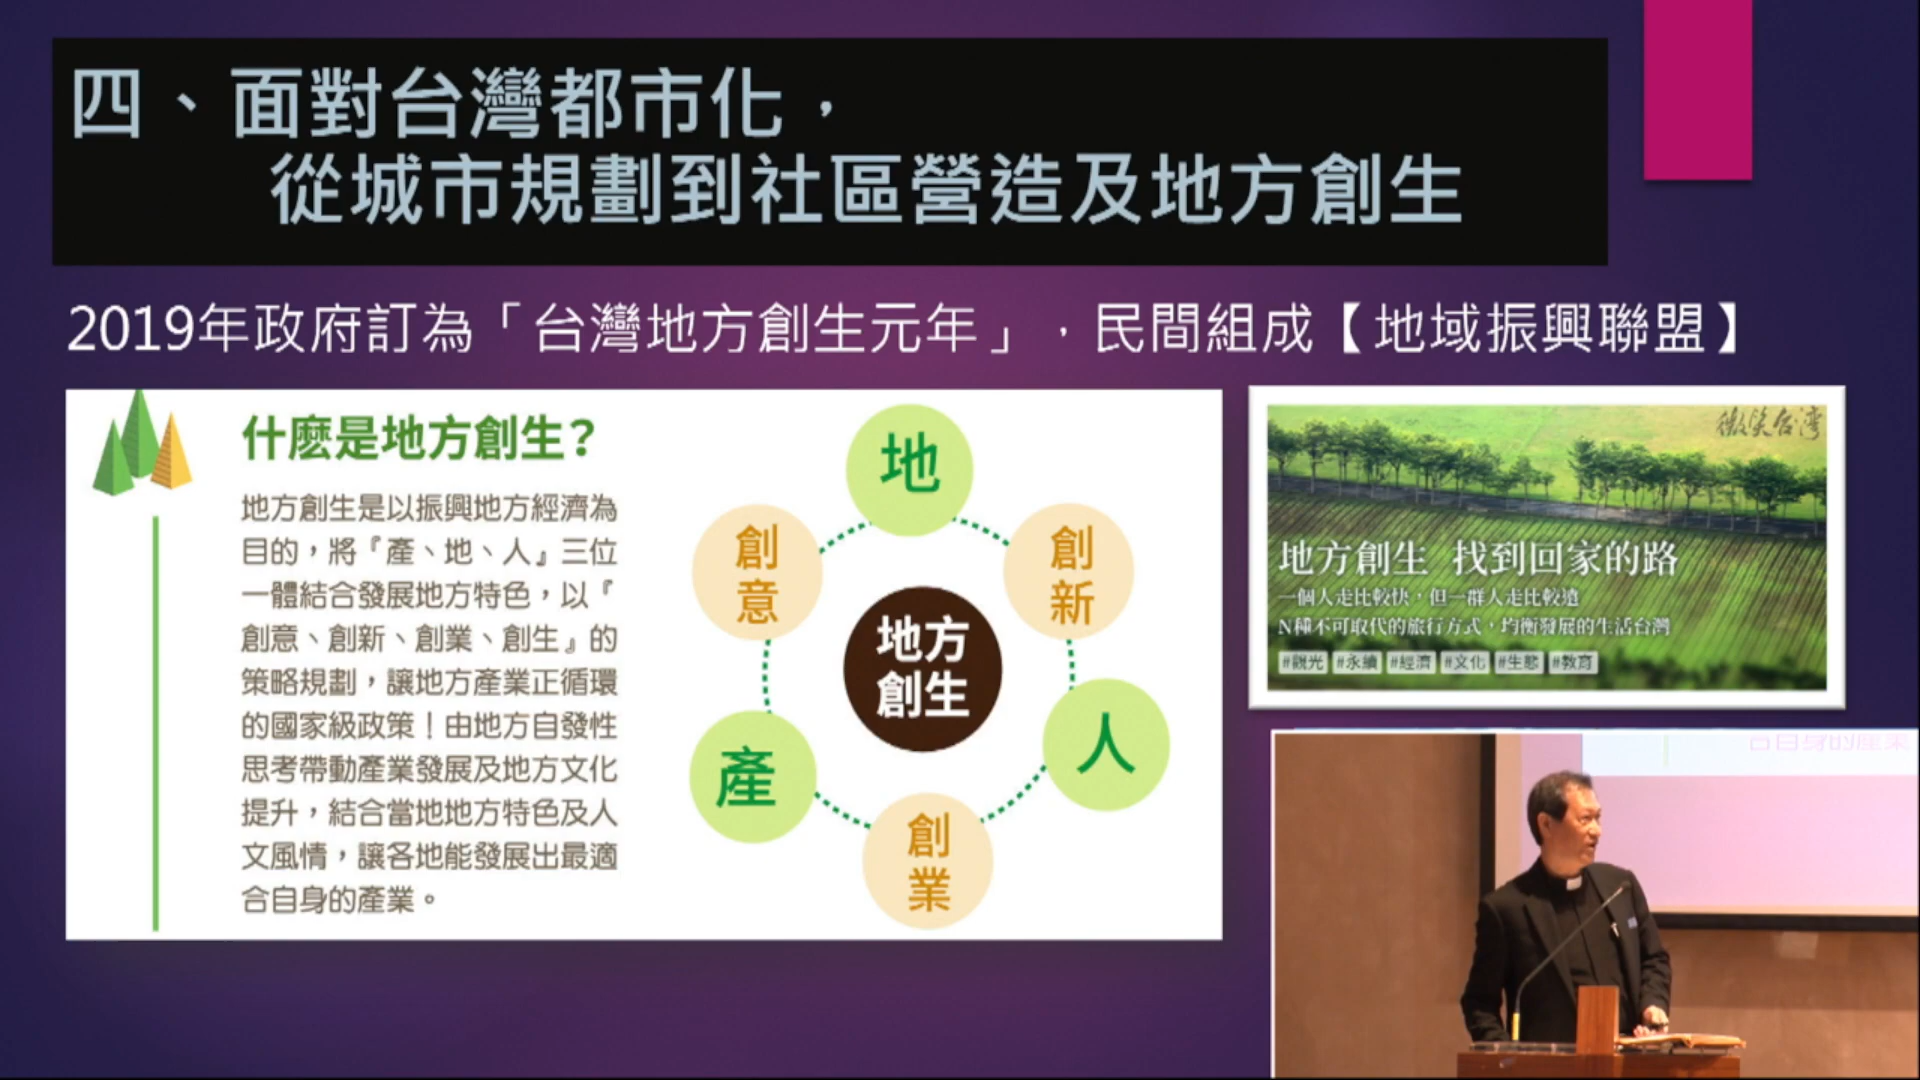 四、面對台灣都市化，
從城市規劃到社區營造及地方創生
2019年政府訂為「台灣地方創生元年」，民間組成【地域振興聯盟】
什麽是地方創生？
地方創生是以振興地方經濟為
目的，將『產、地、人』三位
一體結合發展地方特色，以『
創意、創新、創業、創生』的
策略規劃，讓地方產業正循環
的國家級政策！由地方自發性
思考帶動產業發展及地方文化
提升，結合當地地方特色及人
文風情，讓各地能發展出最適
合自身的產業。
地
創新
人
創業
產
創意
地方
創生
微笑台灣
地方創生 找到回家的路
一個人走比較快，但一群人走比較遠
N種不可取代的旅行方式，均衡發展的生活台灣
#觀光 #永續 #經濟 #文化 #生態 #教育
合自身的產業